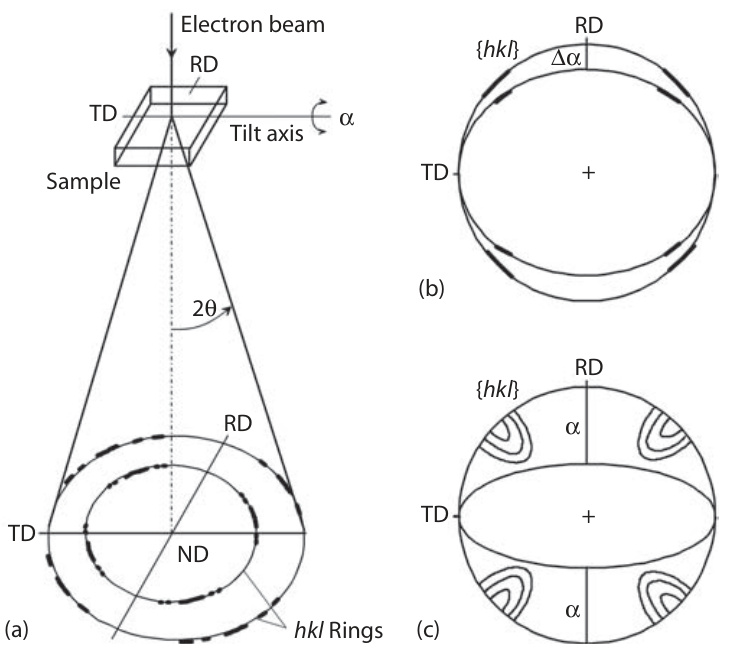 Electron beam
RD
TD
α
Tilt axis
Sample
2θ
RD
TD
ND
hkl Rings
(a)
RD
{hkl}
Δα
TD
+
(b)
RD
{hkl}
α
TD
+
α
(c)